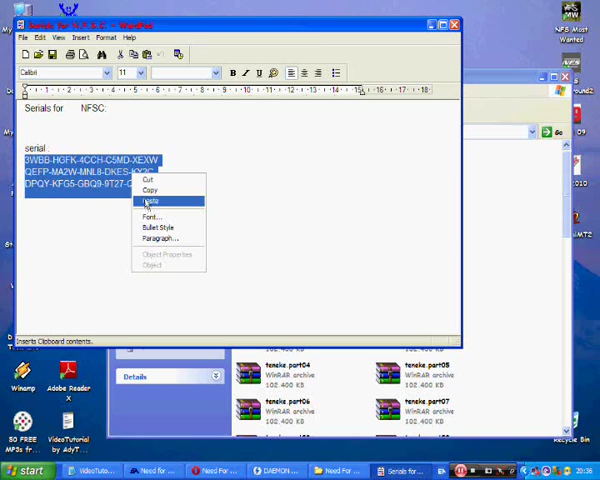 Serials for N.F.S.C. - WordPad
File Edit View Insert Format Help
Calibri 11
Serials for NFSC:
serial :
3WBB-HGFK-4CCH-C5MD-XEXW
QEFP-MA2W-MNL8-DKES-KY2C
DPQY-KFG5-GBQ9-9T27-
Cut
Copy
Paste
Font...
Bullet Style
Paragraph...
Object Properties
Object
Inserts Clipboard contents.
NFS Most
Wanted
Go
Details
teneke.part04
WinRAR archive
102.400 KB
teneke.part05
WinRAR archive
102.400 KB
teneke.part06
WinRAR archive
102.400 KB
teneke.part07
WinRAR archive
102.400 KB
Winamp
Adobe Reader
X
50 FREE
MP3s fr...
VideoTutorial
by AdyT...
Recycle Bin
start
VideoTuto...
Need for ...
Need For ...
DAEMON ...
Need For ...
Serials for...
20:36